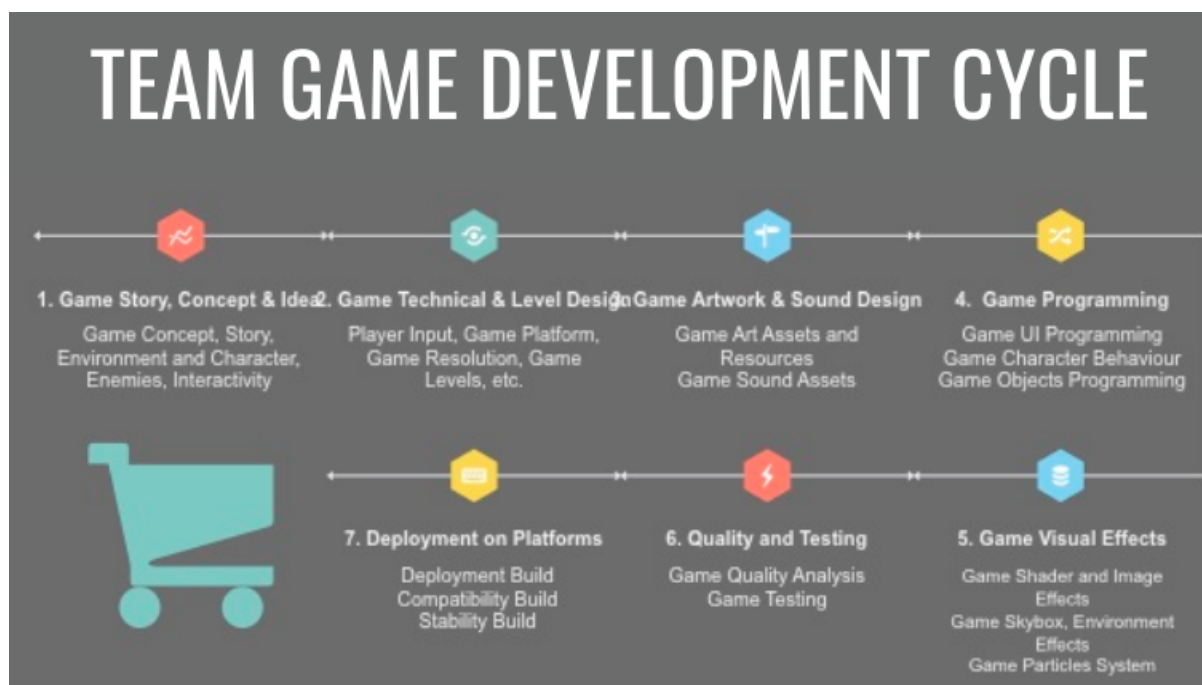 TEAM GAME DEVELOPMENT CYCLE
1. Game Story, Concept & Idea
Game Concept, Story,
Environment and Character,
Enemies, Interactivity
2. Game Technical & Level Design
Player Input, Game Platform,
Game Resolution, Game
Levels, etc.
3. Game Artwork & Sound Design
Game Art Assets and
Resources
Game Sound Assets
4. Game Programming
Game UI Programming
Game Character Behaviour
Game Objects Programming
7. Deployment on Platforms
Deployment Build
Compatibility Build
Stability Build
6. Quality and Testing
Game Quality Analysis
Game Testing
5. Game Visual Effects
Game Shader and Image
Effects
Game Skybox, Environment
Effects
Game Particles System